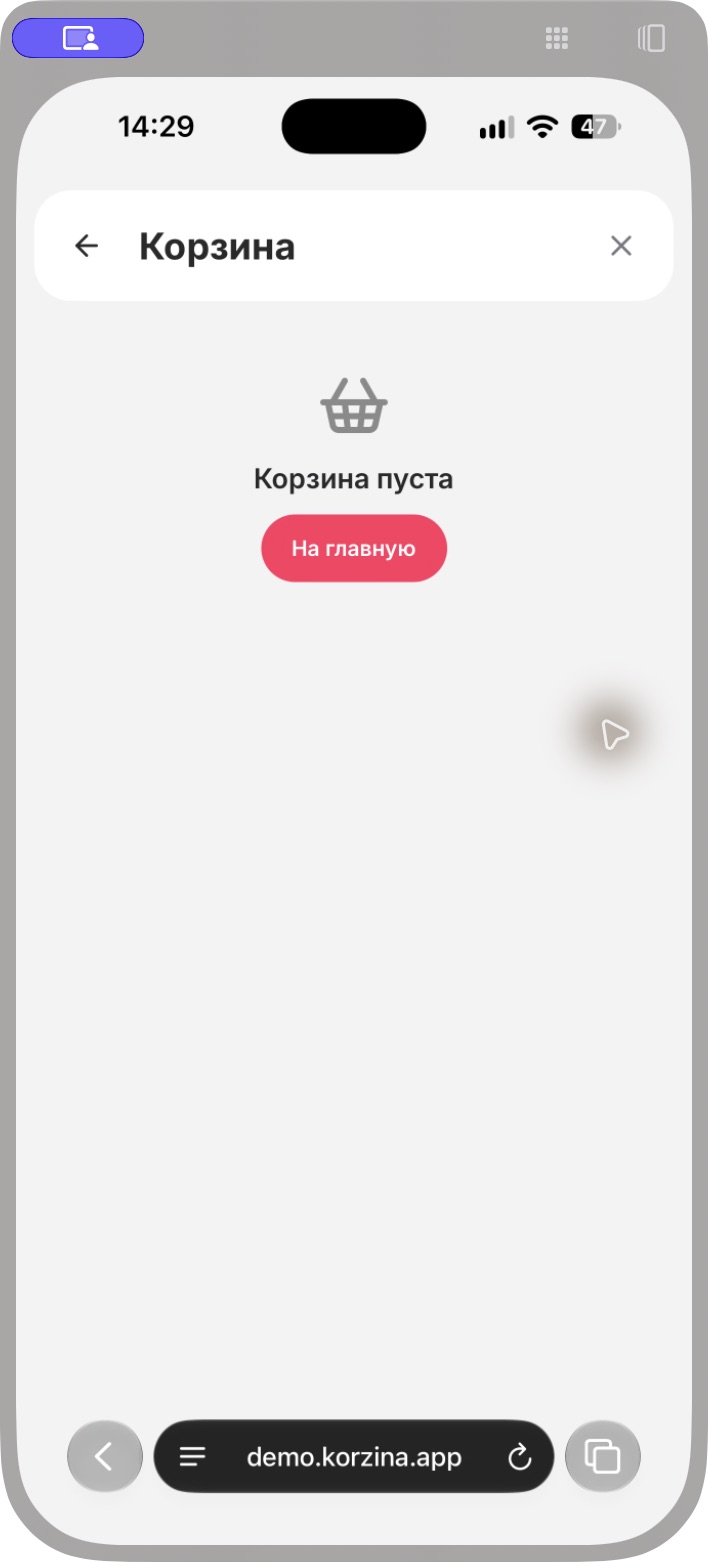 14:29
47
Корзина
Корзина пуста
На главную
demo.korzina.app